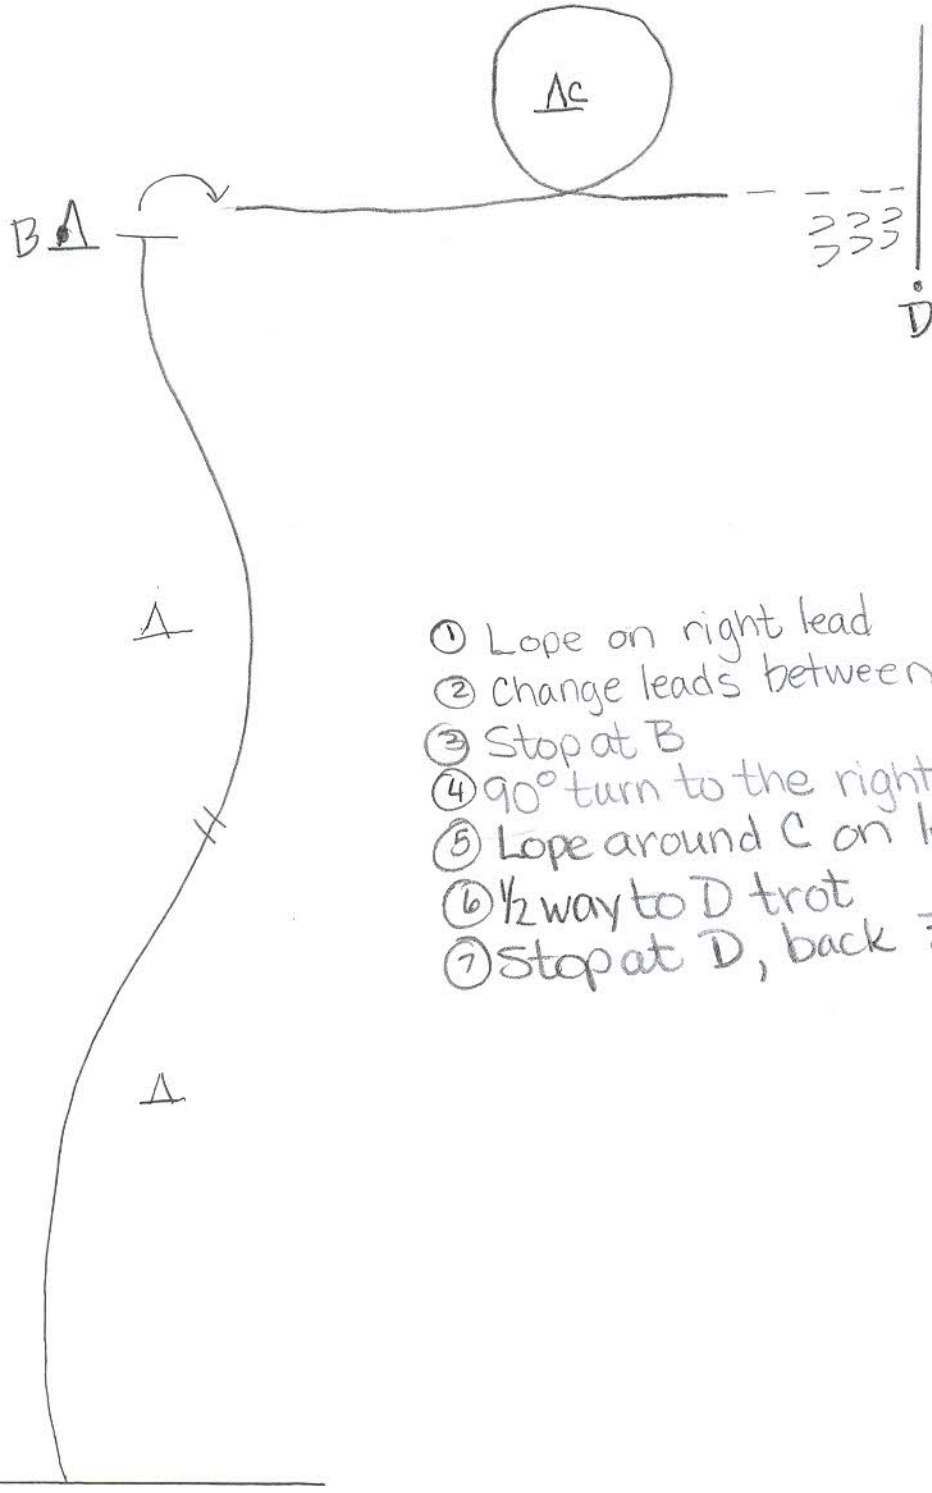 C
B
D
① Lope on right lead
② Change leads between
③ Stop at B
④ 90° turn to the right
⑤ Lope around C on
⑥ ½ way to D trot
⑦ Stop at D, back